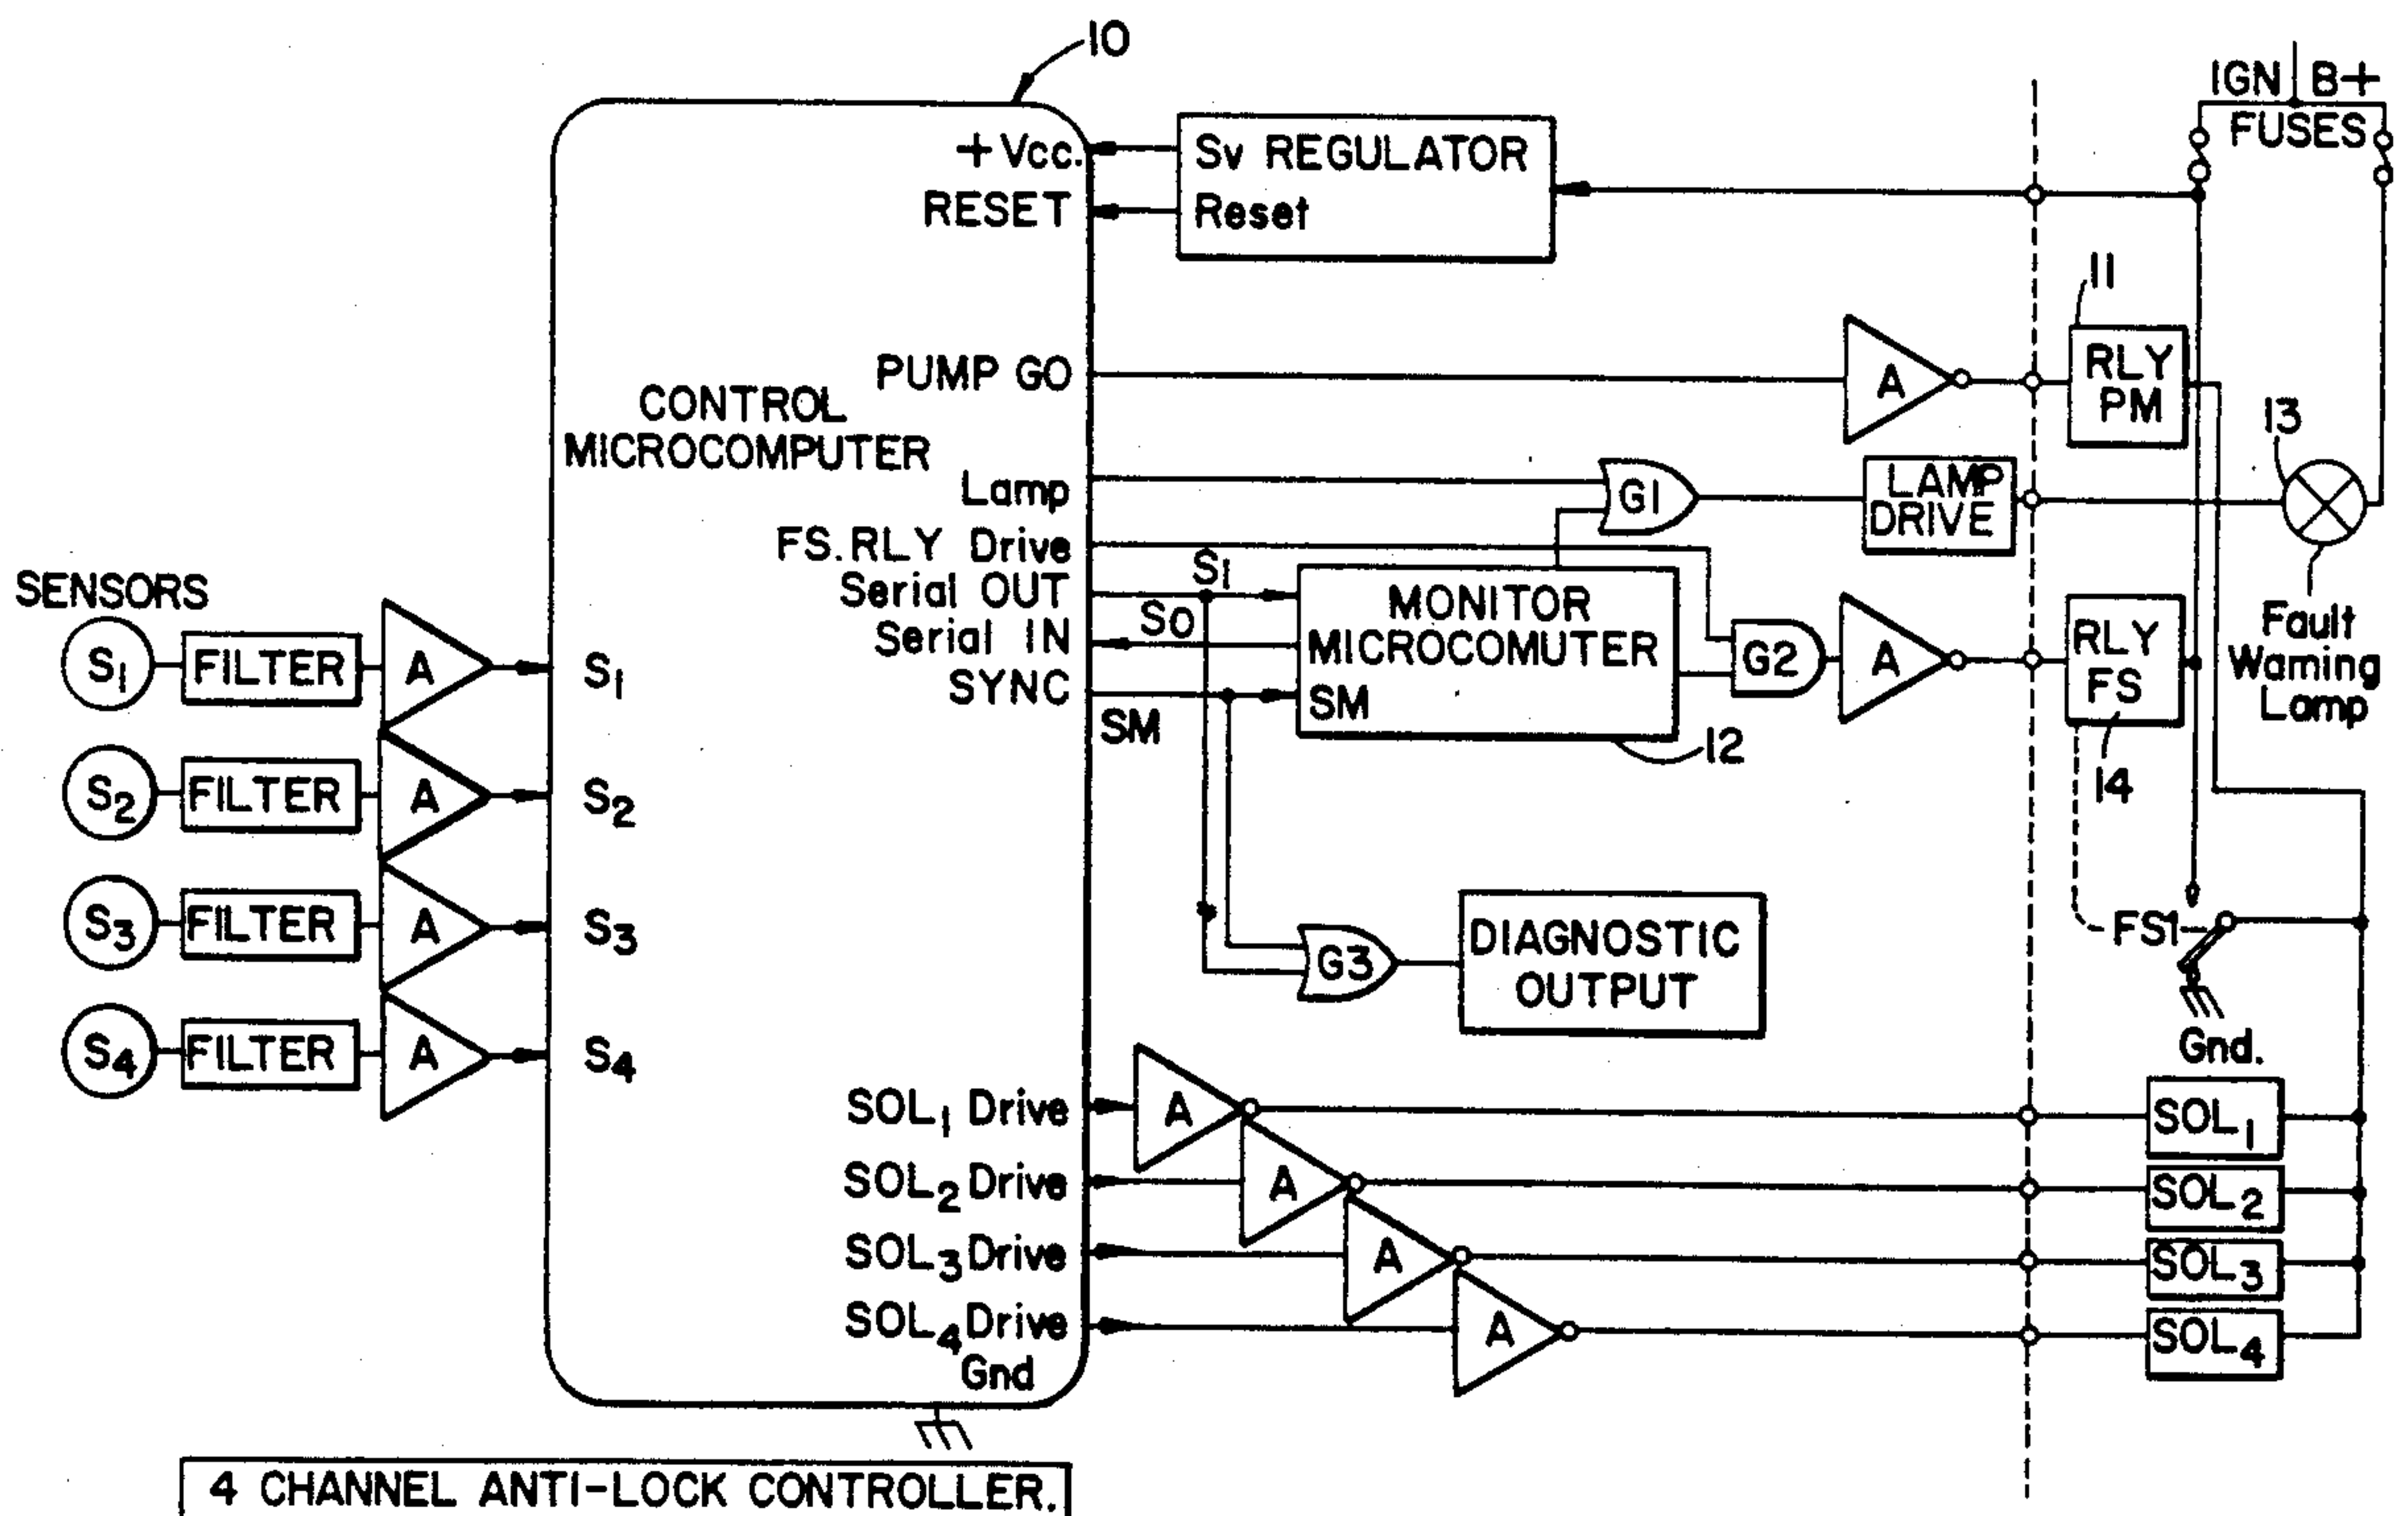 10
IGN B+
FUSES
+Vcc.
RESET
Sv REGULATOR
Reset
11
PUMP GO
A
RLY
PM
CONTROL
MICROCOMPUTER
13
Lamp
G1
LAMP
DRIVE
FS.RLY Drive
Serial OUT
S1
Serial IN
SO
SYNC
SM
MONITOR
MICROCOMUTER
SM
12
G2
A
RLY
FS
14
Fault
Warning
Lamp
SENSORS
S1 FILTER A S1
S2 FILTER A S2
S3 FILTER A S3
S4 FILTER A S4
G3
DIAGNOSTIC
OUTPUT
FS1
Gnd.
SOL1 Drive A SOL1
SOL2 Drive A SOL2
SOL3 Drive A SOL3
SOL4 Drive A SOL4
Gnd
4 CHANNEL ANTI-LOCK CONTROLLER.